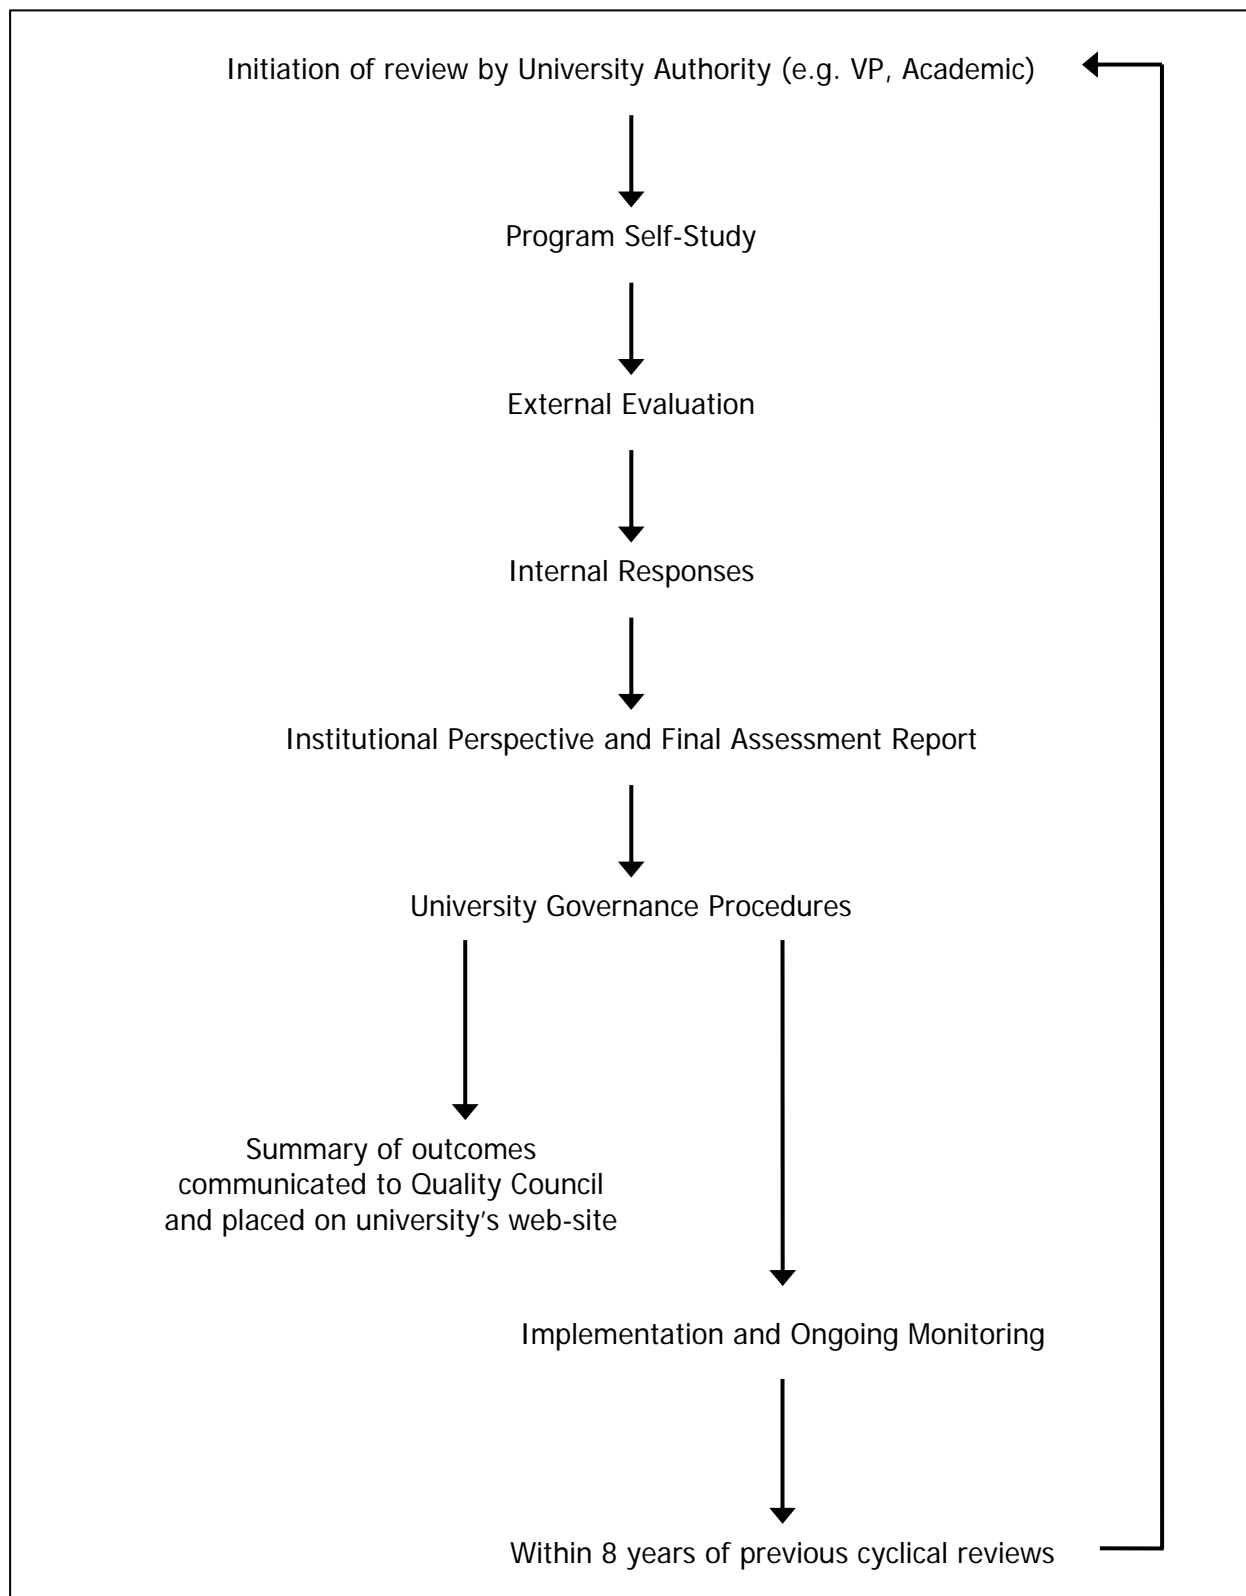 Initiation of review by University Authority (e.g. VP, Academic)
Program Self-Study
External Evaluation
Internal Responses
Institutional Perspective and Final Assessment Report
University Governance Procedures
Summary of outcomes
communicated to Quality Council
and placed on university's web-site
Implementation and Ongoing Monitoring
Within 8 years of previous cyclical reviews